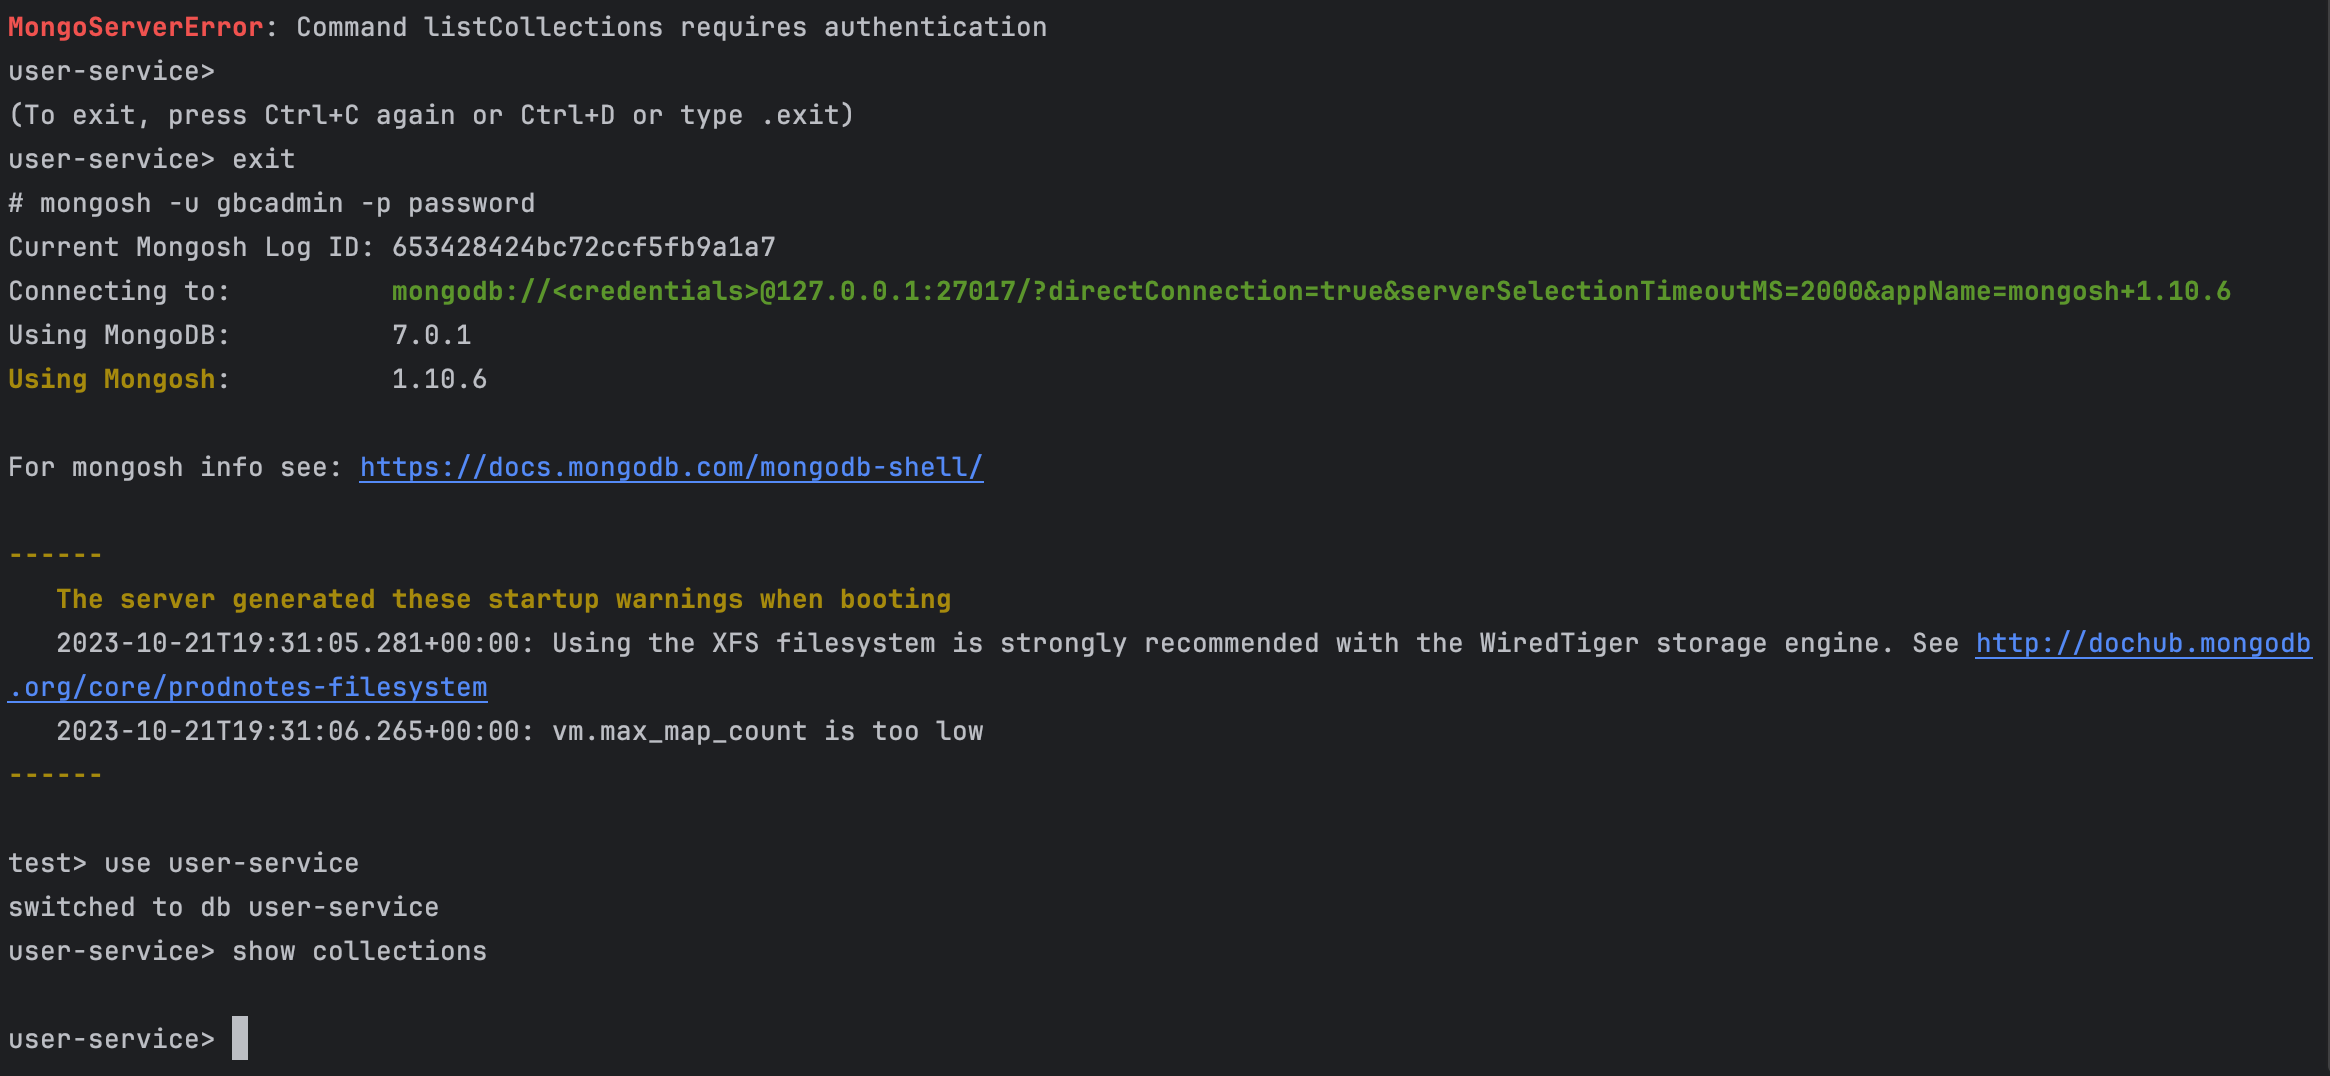 MongoServerError: Command listCollections requires authentication
user-service>
(To exit, press Ctrl+C again or Ctrl+D or type .exit)
user-service> exit
# mongosh -u gbcadmin -p password
Current Mongosh Log ID: 653428424bc72ccf5fb9a1a7
Connecting to:          mongodb://<credentials>@127.0.0.1:27017/?directConnection=true&serverSelectionTimeoutMS=2000&appName=mongosh+1.10.6
Using MongoDB:          7.0.1
Using Mongosh:          1.10.6
For mongosh info see: https://docs.mongodb.com/mongodb-shell/
------
   The server generated these startup warnings when booting
   2023-10-21T19:31:05.281+00:00: Using the XFS filesystem is strongly recommended with the WiredTiger storage engine. See http://dochub.mongodb
.org/core/prodnotes-filesystem
   2023-10-21T19:31:06.265+00:00: vm.max_map_count is too low
------
test> use user-service
switched to db user-service
user-service> show collections
user-service>